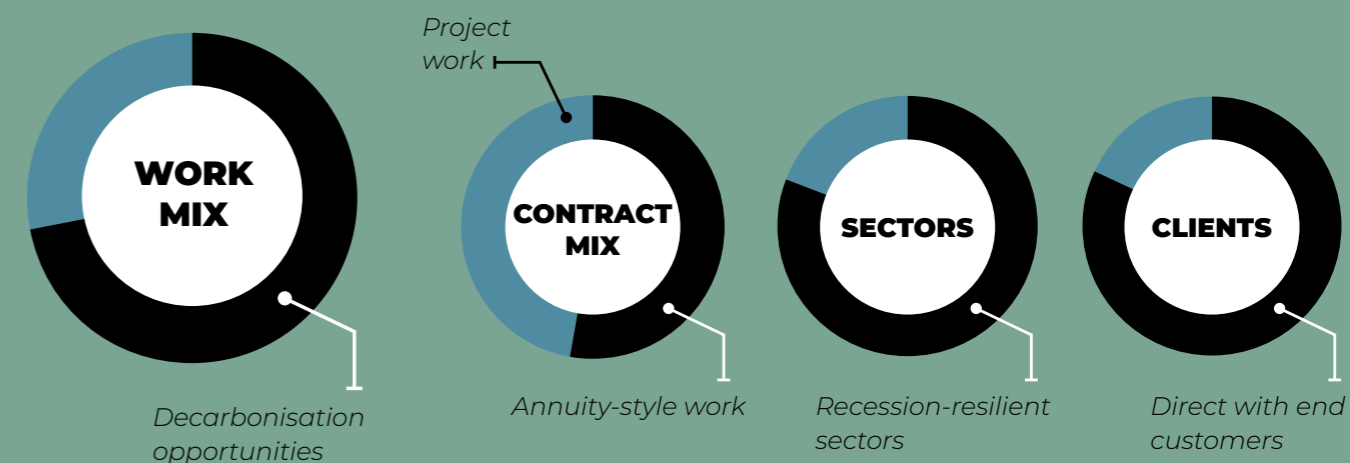 WORK
MIX
Decarbonisation
opportunities
Project
work
CONTRACT
MIX
Annuity-style work
SECTORS
Recession-resilient
sectors
CLIENTS
Direct with end
customers